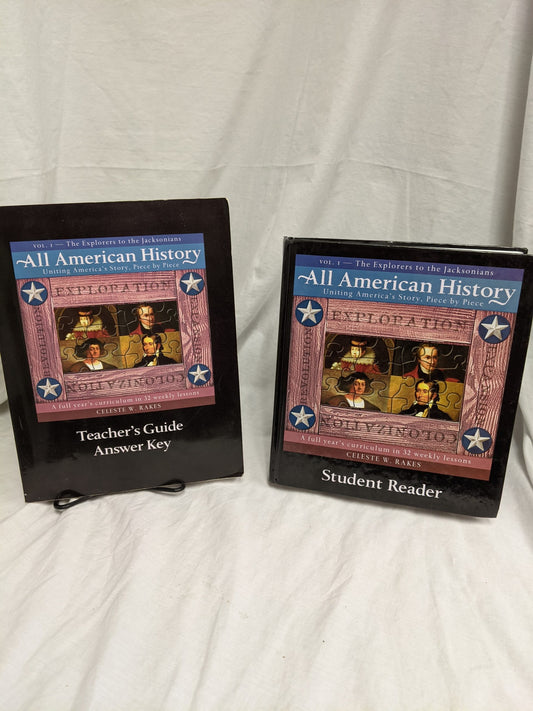 VOL. I — The Explorers to the Jacksonians
All American History
Uniting America's Story, Piece by Piece
EXPLORATION
REVOLUTION
COLONIZATION
A full year's curriculum in 32 weekly lessons
CELESTE W. RAKES
Teacher's Guide
Answer Key
VOL. I — The Explorers to the Jacksonians
All American History
Uniting America's Story, Piece by Piece
EXPLORATION
REVOLUTION
COLONIZATION
A full year's curriculum in 32 weekly lessons
CELESTE W. RAKES
Student Reader